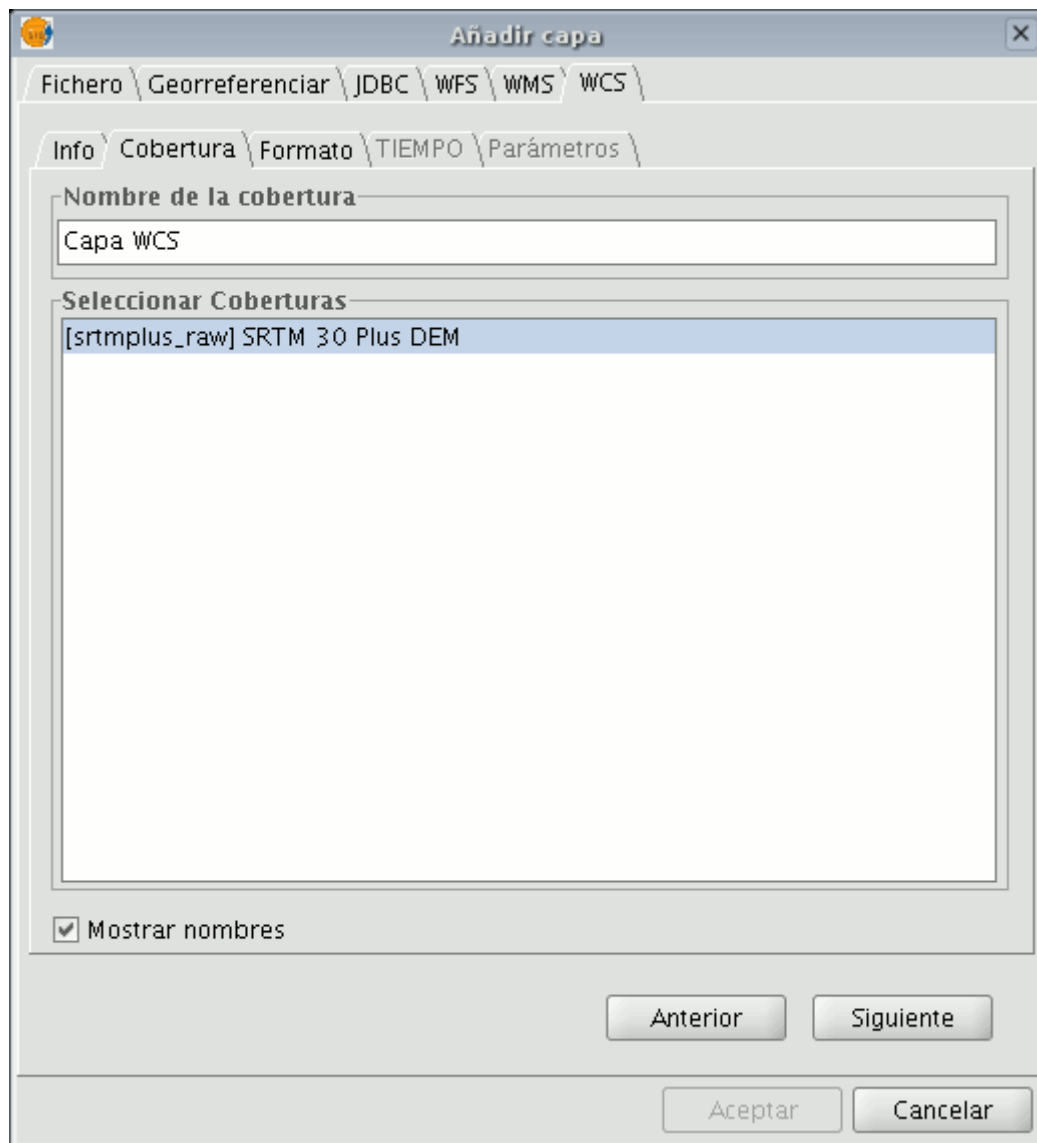 Añadir capa
Fichero Georreferenciar JDBC WFS WMS WCS
Info Cobertura Formato TIEMPO Parámetros
Nombre de la cobertura
Capa WCS
Seleccionar Coberturas
[srtmplus_raw] SRTM 30 Plus DEM
Mostrar nombres
Anterior Siguiente
Aceptar Cancelar